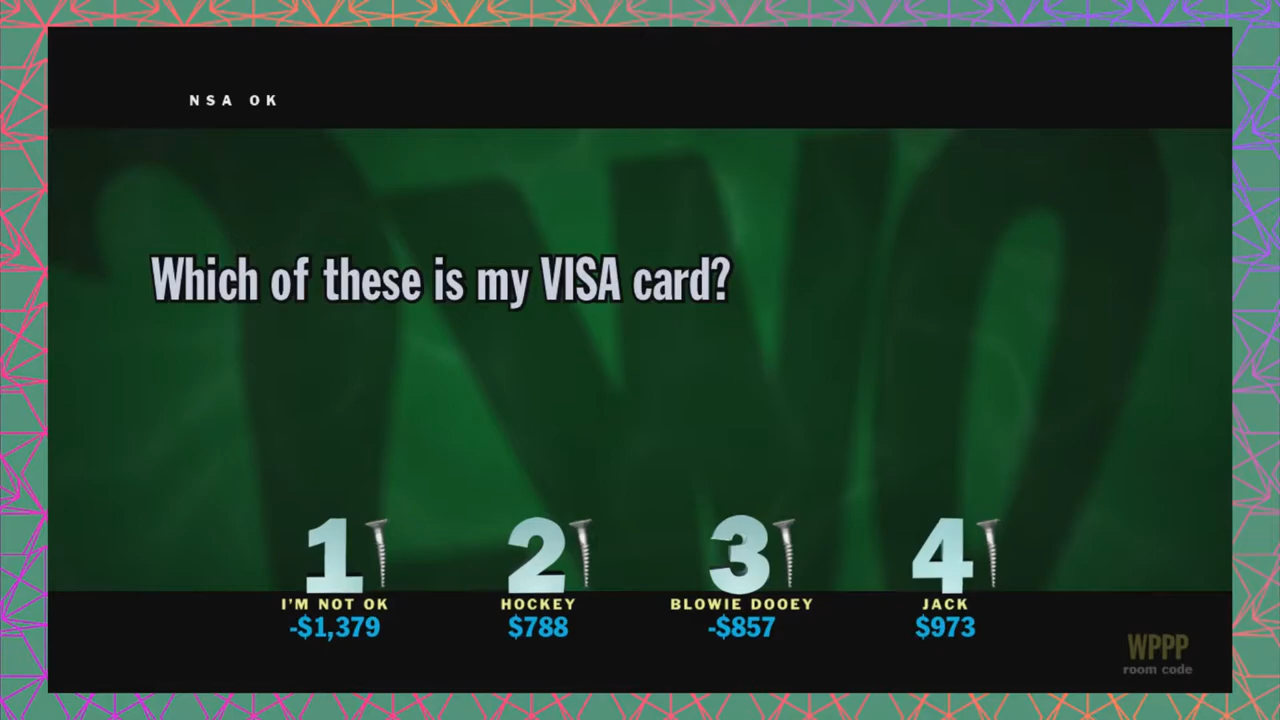 NSA OK
Which of these is my VISA card?
1 2 3 4
I'M NOT OK HOCKEY BLOWIE DOOEY JACK
-$1,379 $788 -$857 $973
WPPP
room code